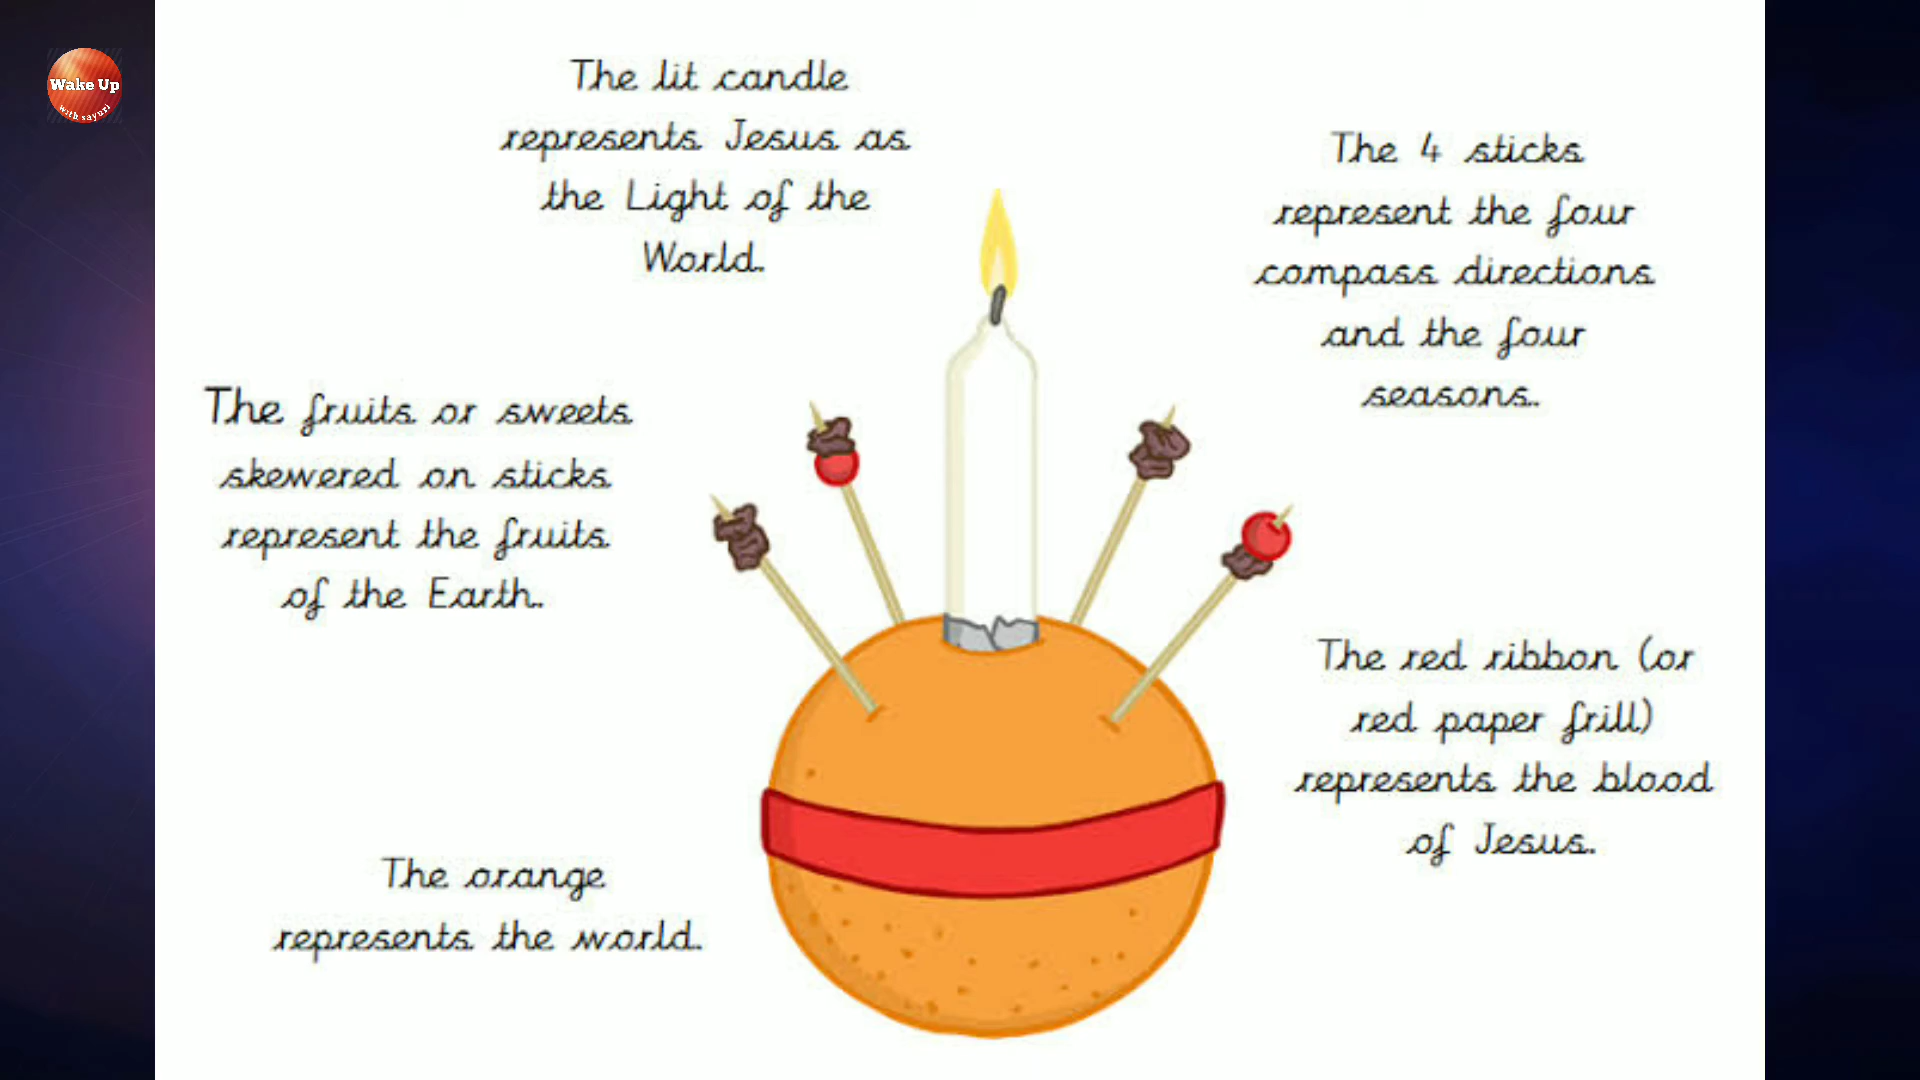 Wake Up
with sayuri
The lit candle
represents Jesus as
the Light of the
World.
The 4 sticks
represent the four
compass directions
and the four
seasons.
The fruits or sweets
skewered on sticks
represent the fruits
of the Earth.
The red ribbon (or
red paper frill)
represents the blood
of Jesus.
The orange
represents the world.